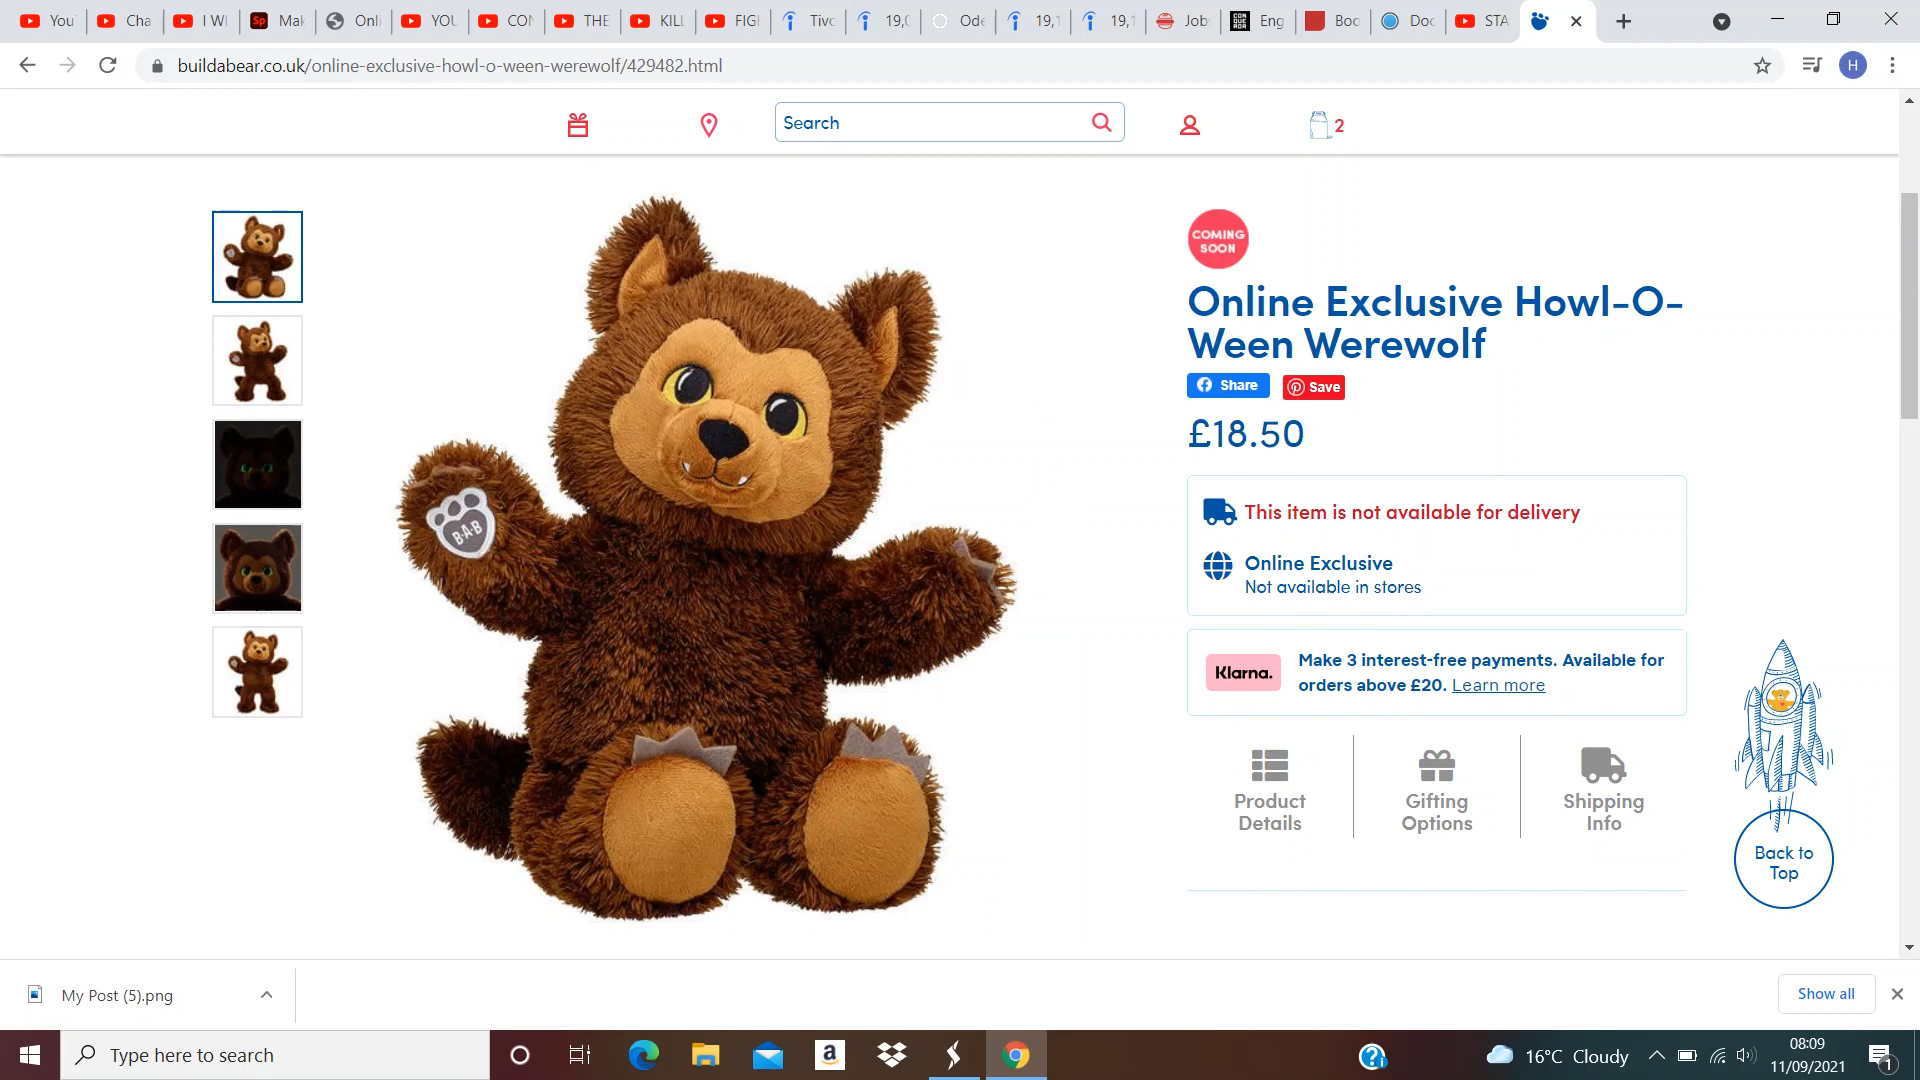 You
Cha
I W
Mak
Onli
YOU
CON
THE
KILL
FIGH
Tivo
19,0
Ode
19,1
19,1
Job
Eng
Boo
Doc
STA
buildabear.co.uk/online-exclusive-howl-o-ween-werewolf/429482.html
H
Search
2
COMING
SOON
Online Exclusive Howl-O-
Ween Werewolf
Share
Save
£18.50
This item is not available for delivery
Online Exclusive
Not available in stores
Klarna.
Make 3 interest-free payments. Available for
orders above £20. Learn more
B·A·B
Product
Details
Gifting
Options
Shipping
Info
Back to
Top
My Post (5).png
Show all
Type here to search
16°C Cloudy
08:09
11/09/2021
1